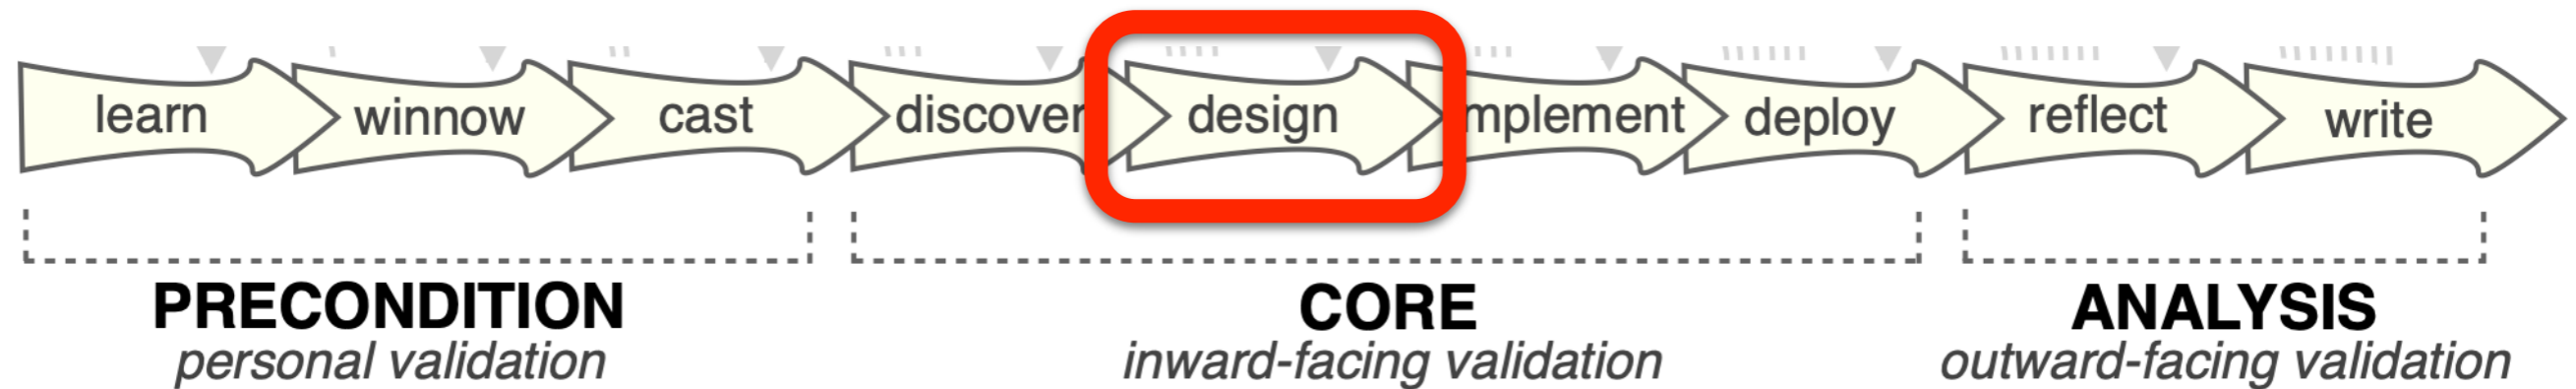 learn winnow cast discover design mplement deploy reflect write
PRECONDITION CORE ANALYSIS
personal validation inward-facing validation outward-facing validation